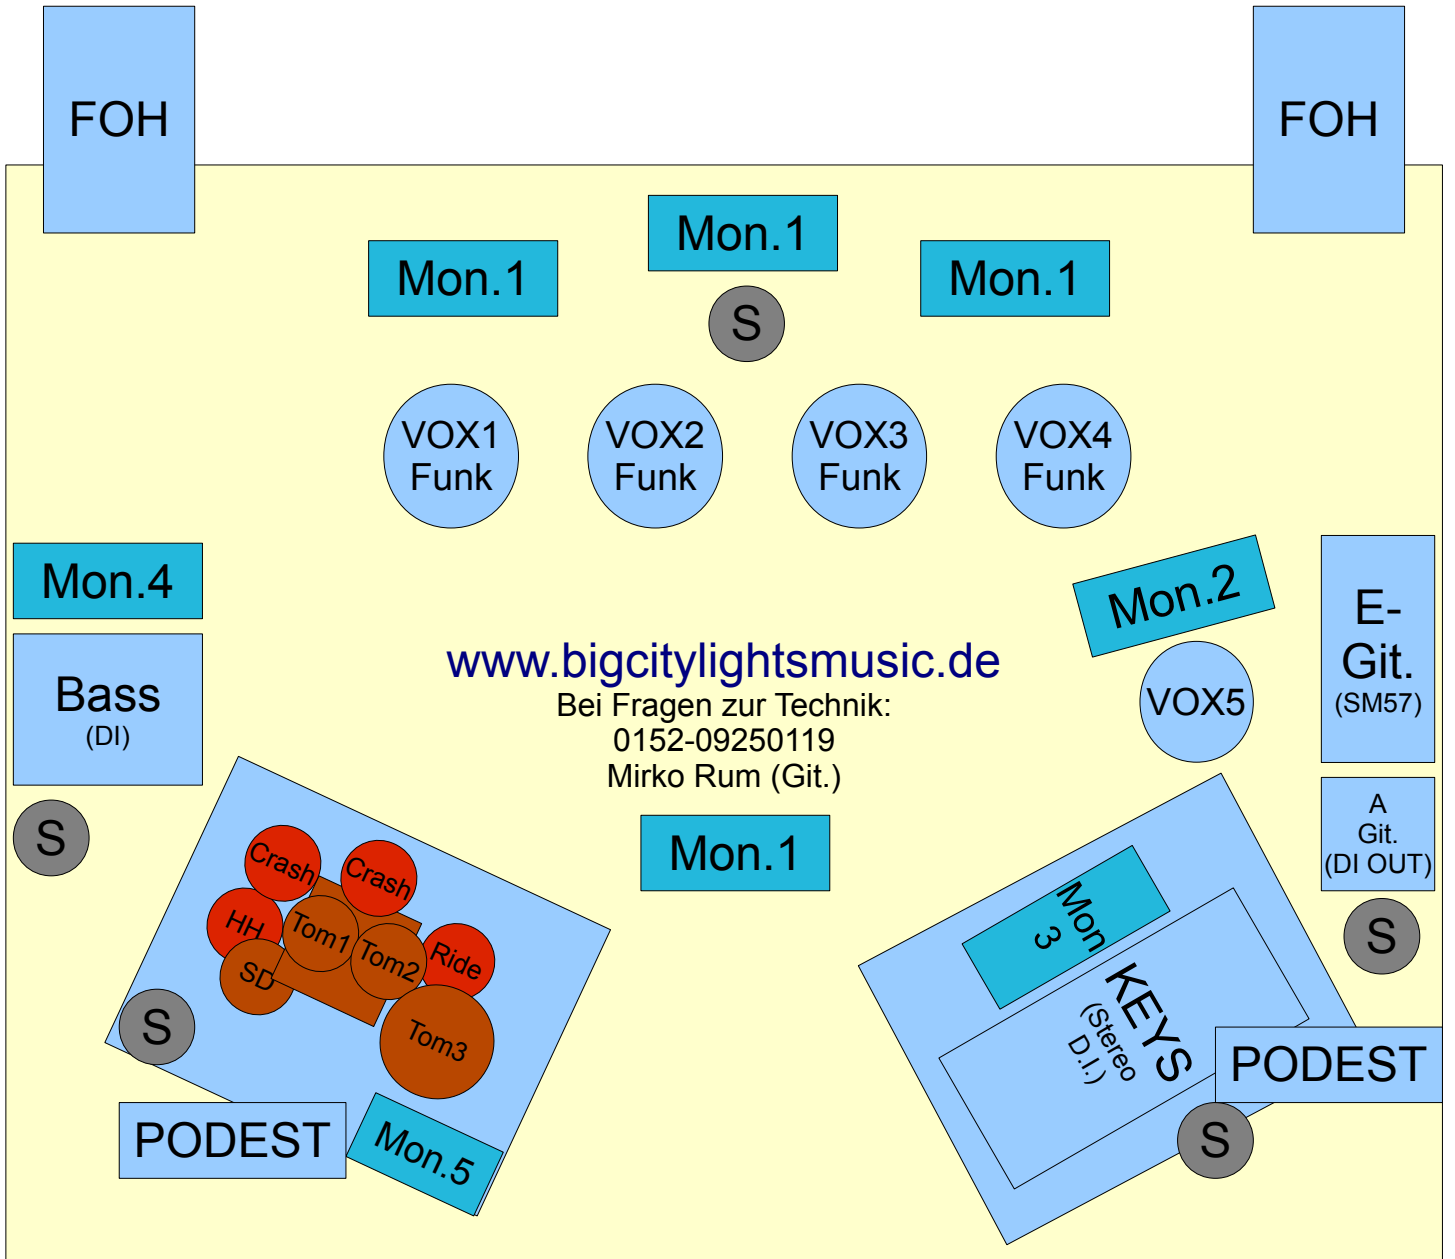 FOH
FOH
Mon.1
Mon.1
Mon.1
S
VOX1
Funk
VOX2
Funk
VOX3
Funk
VOX4
Funk
Mon.4
Mon.2
E-
Git.
(SM57)
Bass
(DI)
www.bigcitylightsmusic.de
Bei Fragen zur Technik:
0152-09250119
Mirko Rum (Git.)
VOX5
A
Git.
(DI OUT)
S
Mon.1
Crash
Crash
HH
Tom1
Tom2
Ride
SD
Tom3
S
Mon
3
S
KEYS
(Stereo
D.I.)
PODEST
PODEST
Mon.5
S